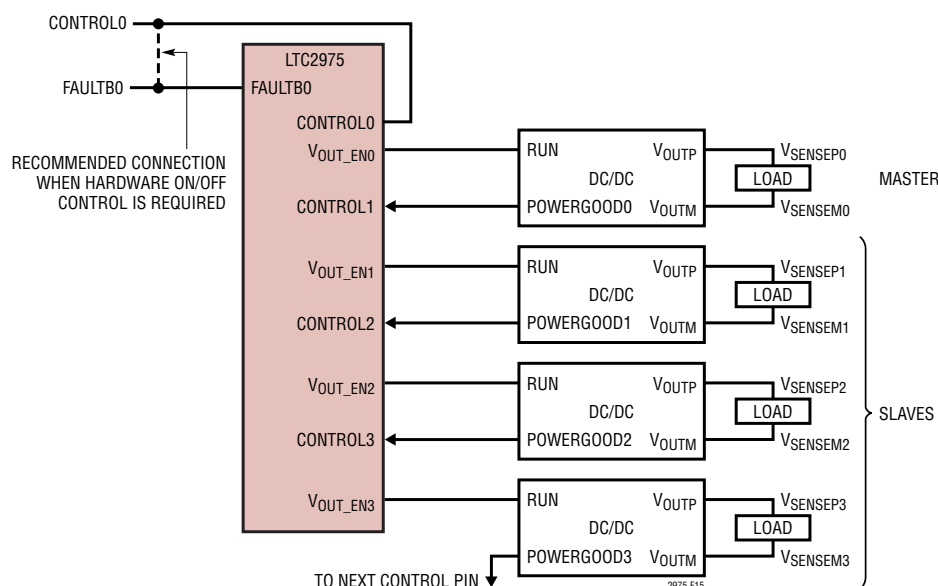 CONTROL0
FAULTB0
RECOMMENDED CONNECTION
WHEN HARDWARE ON/OFF
CONTROL IS REQUIRED
LTC2975
FAULTB0
CONTROL0
VOUT_EN0
CONTROL1
VOUT_EN1
CONTROL2
VOUT_EN2
CONTROL3
VOUT_EN3
RUN
VOUTP
DC/DC
POWERGOOD0
VOUTM
VSENSEP0
LOAD
VSENSEM0
MASTER
RUN
VOUTP
DC/DC
POWERGOOD1
VOUTM
VSENSEP1
LOAD
VSENSEM1
RUN
VOUTP
DC/DC
POWERGOOD2
VOUTM
VSENSEP2
LOAD
VSENSEM2
SLAVES
RUN
VOUTP
DC/DC
POWERGOOD3
VOUTM
VSENSEP3
LOAD
VSENSEM3
TO NEXT CONTROL PIN
2975 F15